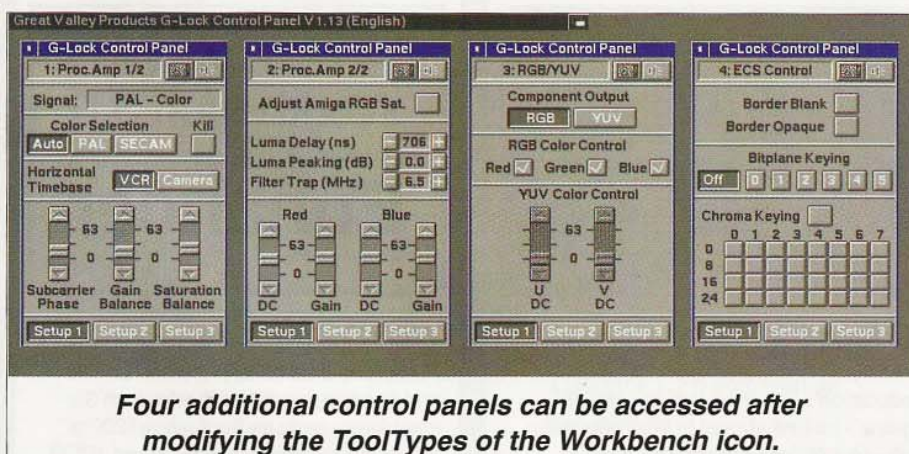 Great Valley Products G-Lock Control Panel V1.13 (English)
G-Lock Control Panel
1: Proc.Amp 1/2
Signal: PAL - Color
Color Selection Kill
Auto PAL SECAM
Horizontal Timebase VCR Camera
63
0
Subcarrier Phase Gain Balance Saturation Balance
Setup 1 Setup 2 Setup 3
G-Lock Control Panel
2: Proc.Amp 2/2
Adjust Amiga RGB Sat.
Luma Delay (ns) - 706 +
Luma Peaking (dB) - 0.0 +
Filter Trap (MHz) - 6.5 +
Red Blue
63 63
0 0
DC Gain DC Gain
Setup 1 Setup 2 Setup 3
G-Lock Control Panel
3: RGB/YUV
Component Output
RGB YUV
RGB Color Control
Red Green Blue
YUV Color Control
63
0
U DC V DC
Setup 1 Setup 2 Setup 3
G-Lock Control Panel
4: ECS Control
Border Blank
Border Opaque
Bitplane Keying
Off 0 1 2 3 4 5
Chroma Keying
0 1 2 3 4 5 6 7
0
8
16
24
Setup 1 Setup 2 Setup 3
Four additional control panels can be accessed after
modifying the ToolTypes of the Workbench icon.